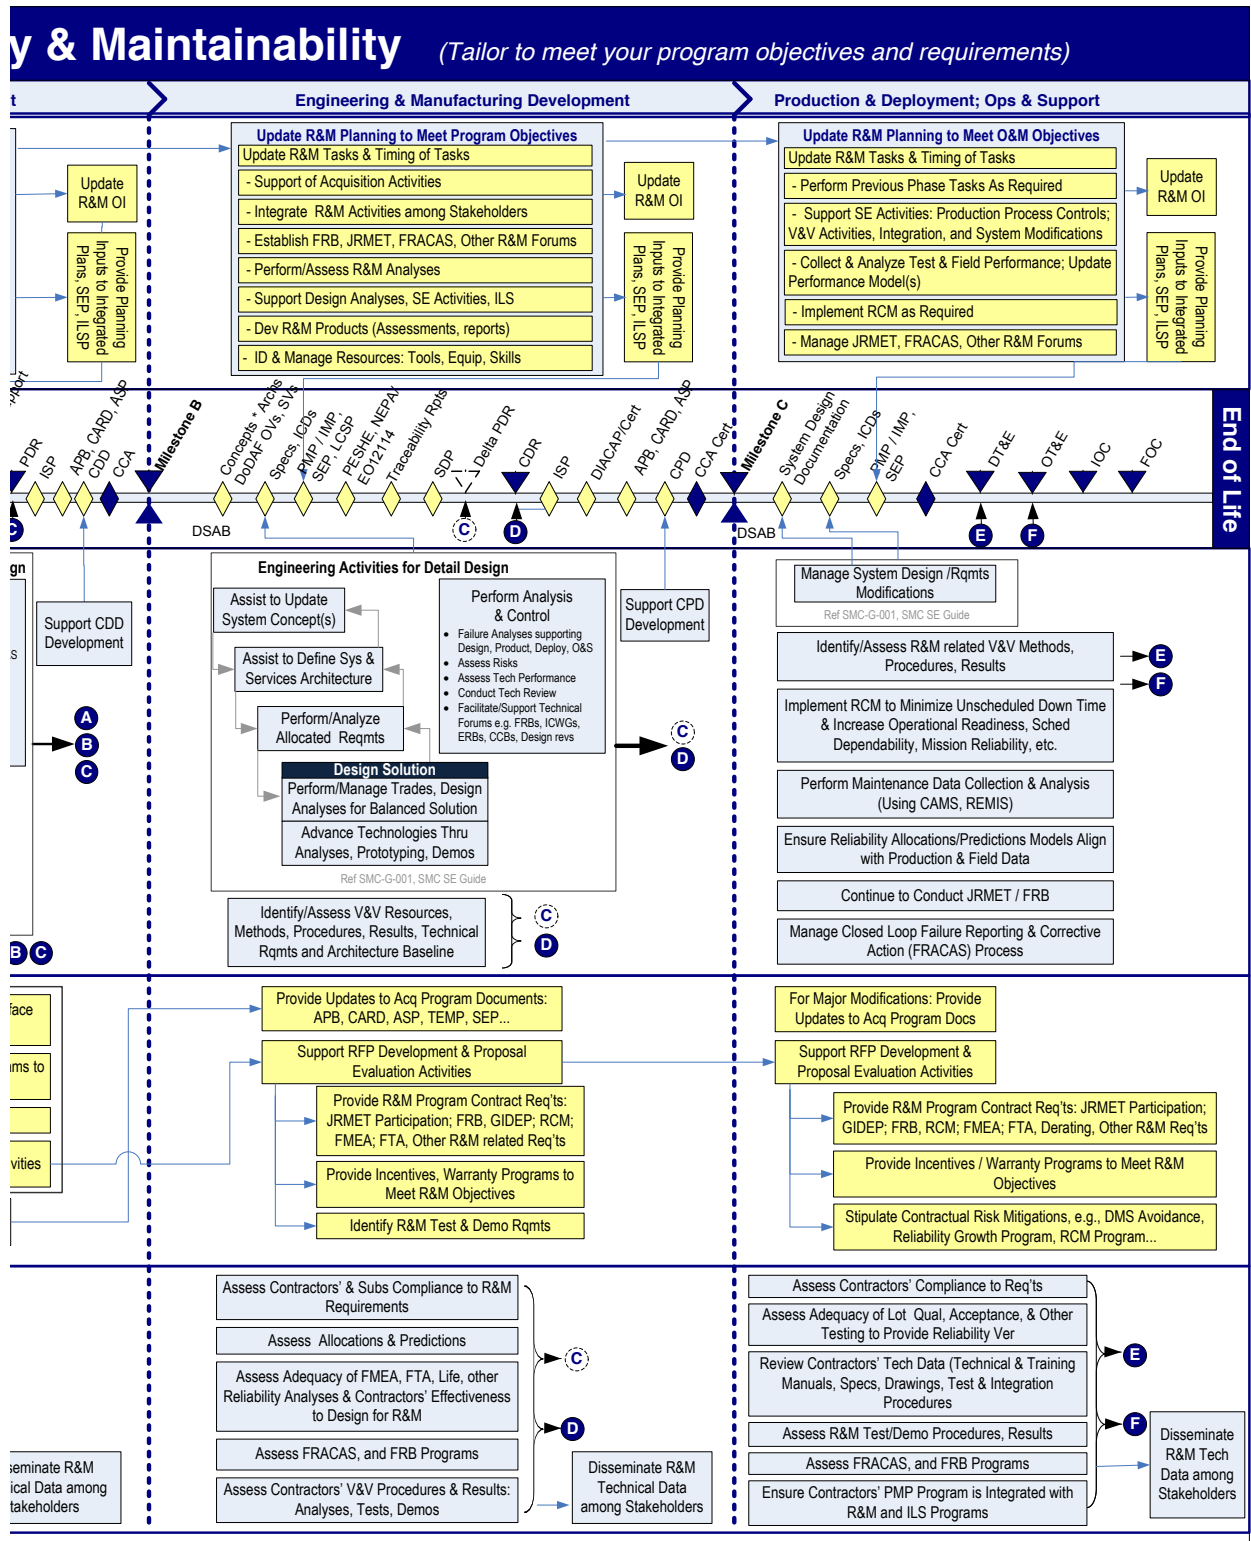 y & Maintainability (Tailor to meet your program objectives and requirements)
t
Engineering & Manufacturing Development
Production & Deployment; Ops & Support
Update
R&M OI
Provide Planning
Inputs to Integrated
Plans, SEP, ILSP
Update R&M Planning to Meet Program Objectives
Update R&M Tasks & Timing of Tasks
- Support of Acquisition Activities
- Integrate R&M Activities among Stakeholders
- Establish FRB, JRMET, FRACAS, Other R&M Forums
- Perform/Assess R&M Analyses
- Support Design Analyses, SE Activities, ILS
- Dev R&M Products (Assessments, reports)
- ID & Manage Resources: Tools, Equip, Skills
Update
R&M OI
Provide Planning
Inputs to Integrated
Plans, SEP, ILSP
Update R&M Planning to Meet O&M Objectives
Update R&M Tasks & Timing of Tasks
- Perform Previous Phase Tasks As Required
- Support SE Activities: Production Process Controls;
V&V Activities, Integration, and System Modifications
- Collect & Analyze Test & Field Performance; Update
Performance Model(s)
- Implement RCM as Required
- Manage JRMET, FRACAS, Other R&M Forums
Update
R&M OI
Provide Planning
Inputs to Integrated
Plans, SEP, ILSP
pport
PDR
ISP
APB, CARD, ASP
CDD
CCA
Milestone B
Concepts * Archs
DoDAF OVs, SVs
Specs, ICDs
PMP / IMP,
SEP, LCSP
PESHE, NEPA/
EO12114
Traceability Rpts
SDP
Delta PDR
CDR
ISP
DIACAP/Cert
APB, CARD, ASP
CPD
CCA Cert
Milestone C
System Design
Documentation
Specs, ICDs
PMP / IMP,
SEP
CCA Cert
DT&E
OT&E
IOC
FOC
End of Life
C
DSAB
C
D
DSAB
E
F
gn
s
Support CDD
Development
A
B
C
B C
Engineering Activities for Detail Design
Assist to Update
System Concept(s)
Assist to Define Sys &
Services Architecture
Perform/Analyze
Allocated Reqmts
Design Solution
Perform/Manage Trades, Design
Analyses for Balanced Solution
Advance Technologies Thru
Analyses, Prototyping, Demos
Ref SMC-G-001, SMC SE Guide
Perform Analysis
& Control
• Failure Analyses supporting
Design, Product, Deploy, O&S
• Assess Risks
• Assess Tech Performance
• Conduct Tech Review
• Facilitate/Support Technical
Forums e.g. FRBs, ICWGs,
ERBs, CCBs, Design revs
Support CPD
Development
C
D
Identify/Assess V&V Resources,
Methods, Procedures, Results, Technical
Rqmts and Architecture Baseline
C
D
Manage System Design /Rqmts
Modifications
Ref SMC-G-001, SMC SE Guide
Identify/Assess R&M related V&V Methods,
Procedures, Results
E
F
Implement RCM to Minimize Unscheduled Down Time
& Increase Operational Readiness, Sched
Dependability, Mission Reliability, etc.
Perform Maintenance Data Collection & Analysis
(Using CAMS, REMIS)
Ensure Reliability Allocations/Predictions Models Align
with Production & Field Data
Continue to Conduct JRMET / FRB
Manage Closed Loop Failure Reporting & Corrective
Action (FRACAS) Process
face
ams to
vities
Provide Updates to Acq Program Documents:
APB, CARD, ASP, TEMP, SEP...
Support RFP Development & Proposal
Evaluation Activities
Provide R&M Program Contract Req'ts:
JRMET Participation; FRB, GIDEP; RCM;
FMEA; FTA, Other R&M related Req'ts
Provide Incentives, Warranty Programs to
Meet R&M Objectives
Identify R&M Test & Demo Rqmts
For Major Modifications: Provide
Updates to Acq Program Docs
Support RFP Development &
Proposal Evaluation Activities
Provide R&M Program Contract Req'ts: JRMET Participation;
GIDEP; FRB, RCM; FMEA; FTA, Derating, Other R&M Req'ts
Provide Incentives / Warranty Programs to Meet R&M
Objectives
Stipulate Contractual Risk Mitigations, e.g., DMS Avoidance,
Reliability Growth Program, RCM Program...
seminate R&M
ical Data among
takeholders
Assess Contractors' & Subs Compliance to R&M
Requirements
Assess Allocations & Predictions
Assess Adequacy of FMEA, FTA, Life, other
Reliability Analyses & Contractors' Effectiveness
to Design for R&M
Assess FRACAS, and FRB Programs
Assess Contractors' V&V Procedures & Results:
Analyses, Tests, Demos
C
D
Disseminate R&M
Technical Data
among Stakeholders
Assess Contractors' Compliance to Req'ts
Assess Adequacy of Lot Qual, Acceptance, & Other
Testing to Provide Reliability Ver
Review Contractors' Tech Data (Technical & Training
Manuals, Specs, Drawings, Test & Integration
Procedures
Assess R&M Test/Demo Procedures, Results
Assess FRACAS, and FRB Programs
Ensure Contractors' PMP Program is Integrated with
R&M and ILS Programs
E
F
Disseminate
R&M Tech
Data among
Stakeholders